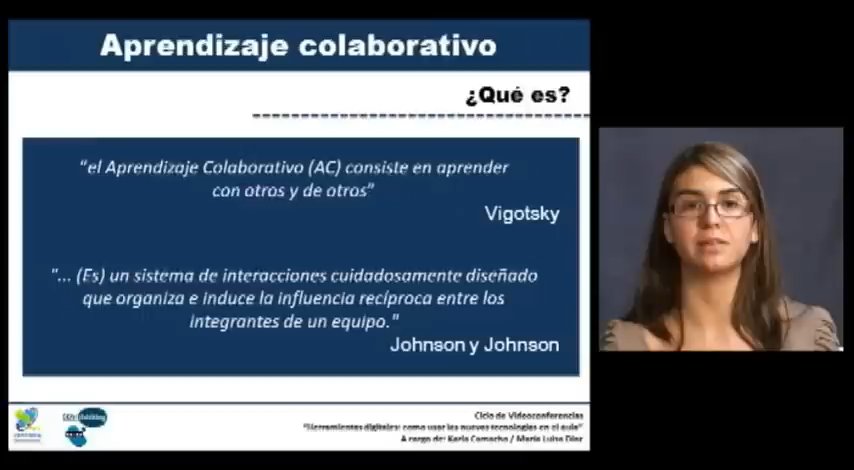 Aprendizaje colaborativo
¿Qué es?
“el Aprendizaje Colaborativo (AC) consiste en aprender
con otros y de otros”
Vigotsky
"... (Es) un sistema de interacciones cuidadosamente diseñado
que organiza e induce la influencia recíproca entre los
integrantes de un equipo."
Johnson y Johnson
Ciclo de Videoconferencias
"Herramientas digitales: como usar las nuevas tecnologías en el aula"
A cargo de: Karla Camacho / María Luisa Díaz